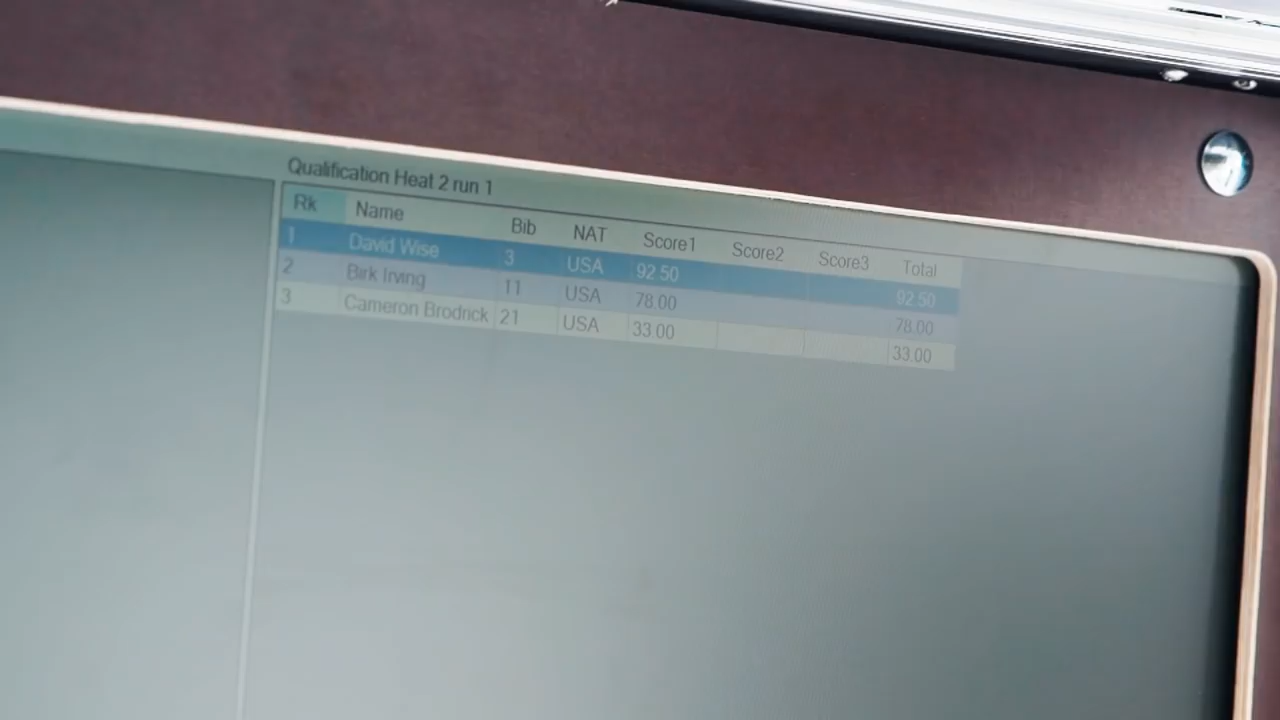 Qualification Heat 2 run 1
Rk Name Bib NAT Score1 Score2 Score3 Total
1 David Wise 3 USA 92.50 92.50
2 Birk Irving 11 USA 78.00 78.00
3 Cameron Brodrick 21 USA 33.00 33.00